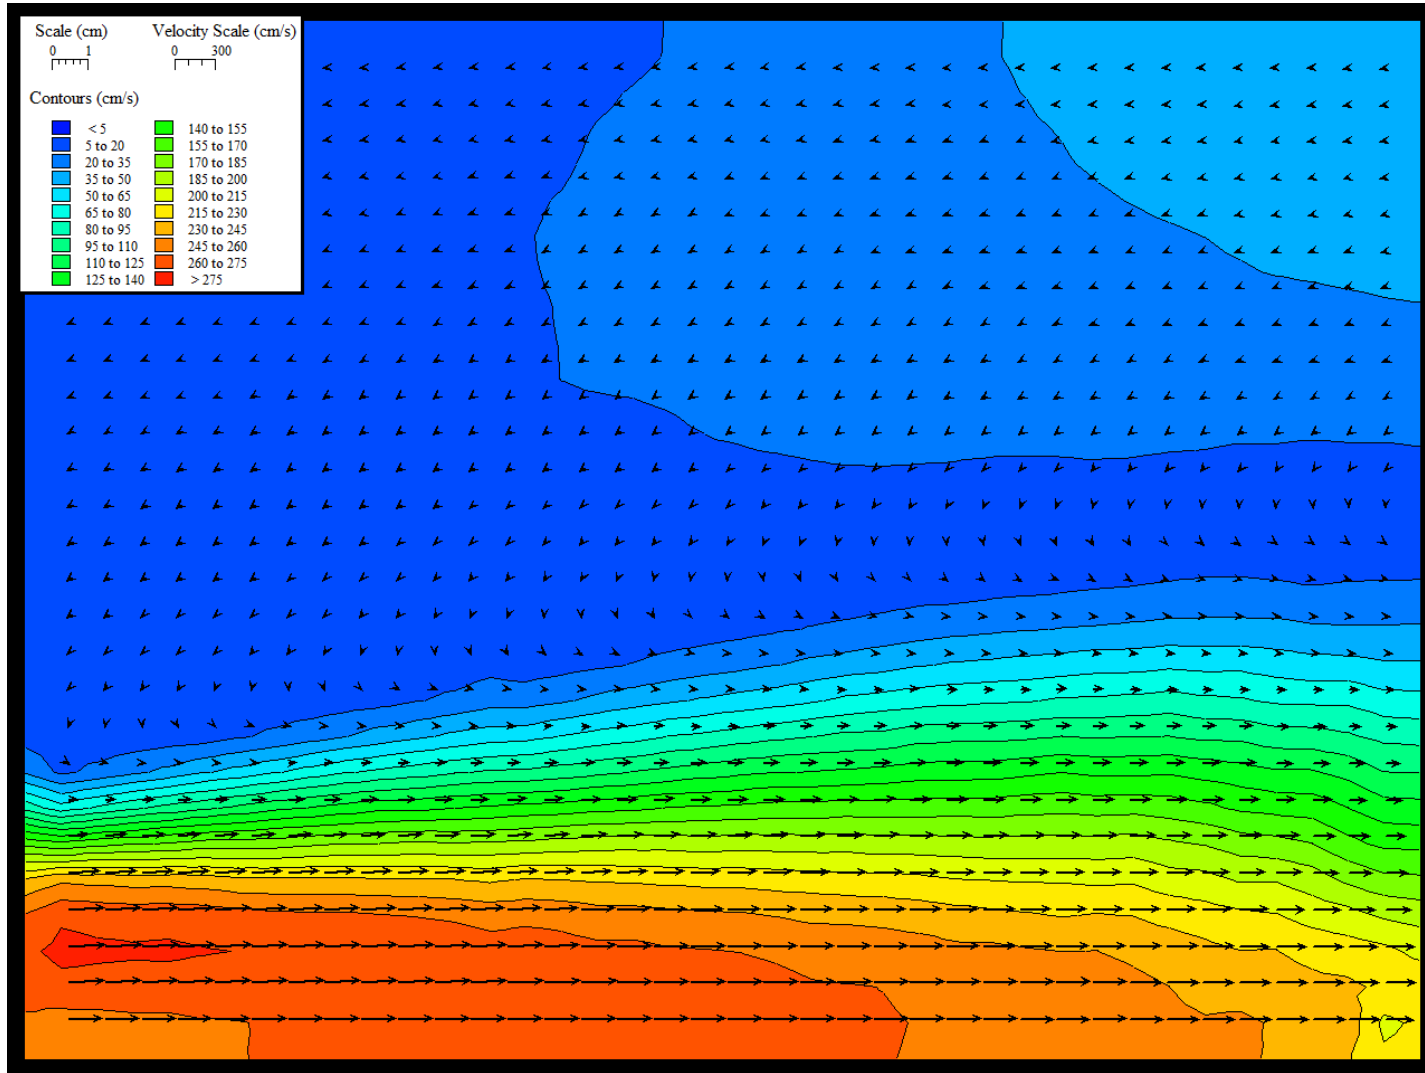 Scale (cm) Velocity Scale (cm/s)
0 1 0 300
Contours (cm/s)
< 5 140 to 155
5 to 20 155 to 170
20 to 35 170 to 185
35 to 50 185 to 200
50 to 65 200 to 215
65 to 80 215 to 230
80 to 95 230 to 245
95 to 110 245 to 260
110 to 125 260 to 275
125 to 140 > 275